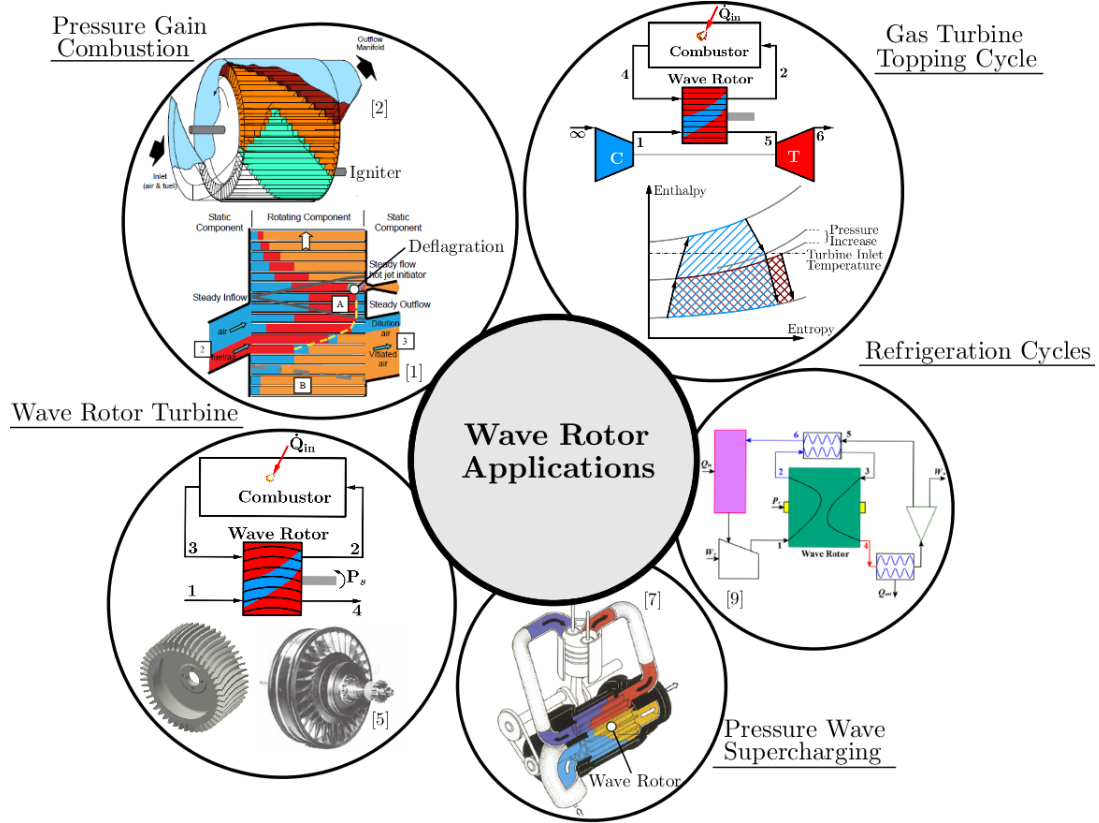 Pressure Gain
Combustion
Outflow
Manifold
[2]
Inlet
(air & fuel)
Igniter
Static
Component
Rotating Component
Static
Component
Deflagration
Steady flow
hot jet initiator
Steady Inflow
A
Steady Outflow
air
Dilution
air
2
fuel/air
3
Vitiated
air
B
[1]
Gas Turbine
Topping Cycle
Q̇in
Combustor
4
2
Wave Rotor
∞
1
5
6
C
T
Enthalpy
Pressure
Increase
Turbine Inlet
Temperature
Entropy
Wave Rotor
Applications
Refrigeration Cycles
6
5
Qin
2
3
1
4
Wave Rotor
Qout
[9]
Wave Rotor Turbine
Q̇in
Combustor
Wave Rotor
3
2
Ps
1
4
[5]
[7]
Wave Rotor
Pressure Wave
Supercharging